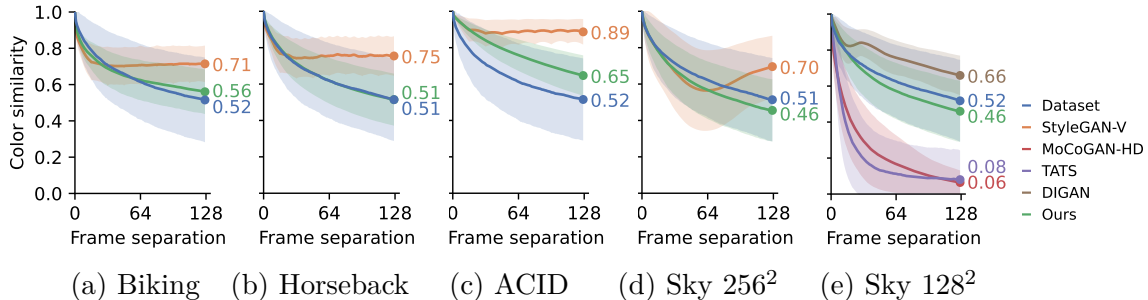 Color similarity
1.0
0.8
0.6
0.4
0.2
0.0
0.71
0.56
0.52
0 64 128
Frame separation
(a) Biking
0.75
0.51
0.51
0 64 128
Frame separation
(b) Horseback
0.89
0.65
0.52
0 64 128
Frame separation
(c) ACID
0.70
0.51
0.46
0 64 128
Frame separation
(d) Sky 256²
0.66
0.52
0.46
0.08
0.06
0 64 128
Frame separation
(e) Sky 128²
Dataset
StyleGAN-V
MoCoGAN-HD
TATS
DIGAN
Ours